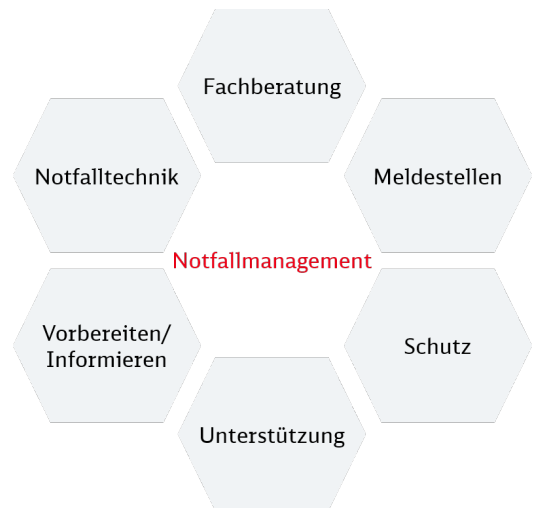 Fachberatung
Notfalltechnik
Meldestellen
Notfallmanagement
Vorbereiten/
Informieren
Schutz
Unterstützung